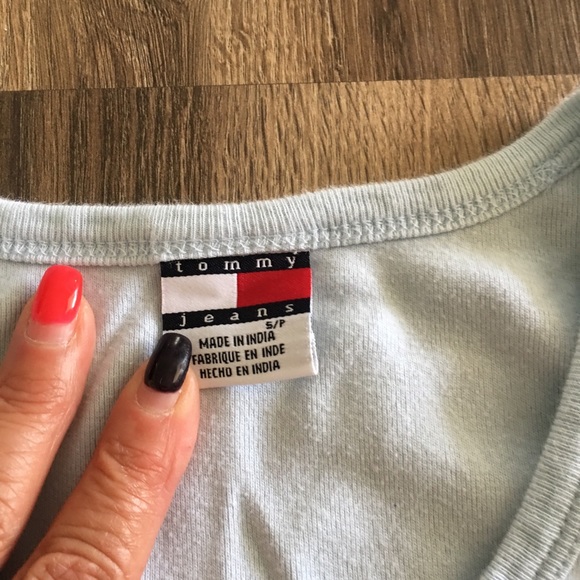 tommy
jeans
S/P
MADE IN INDIA
FABRIQUE EN INDE
HECHO EN INDIA